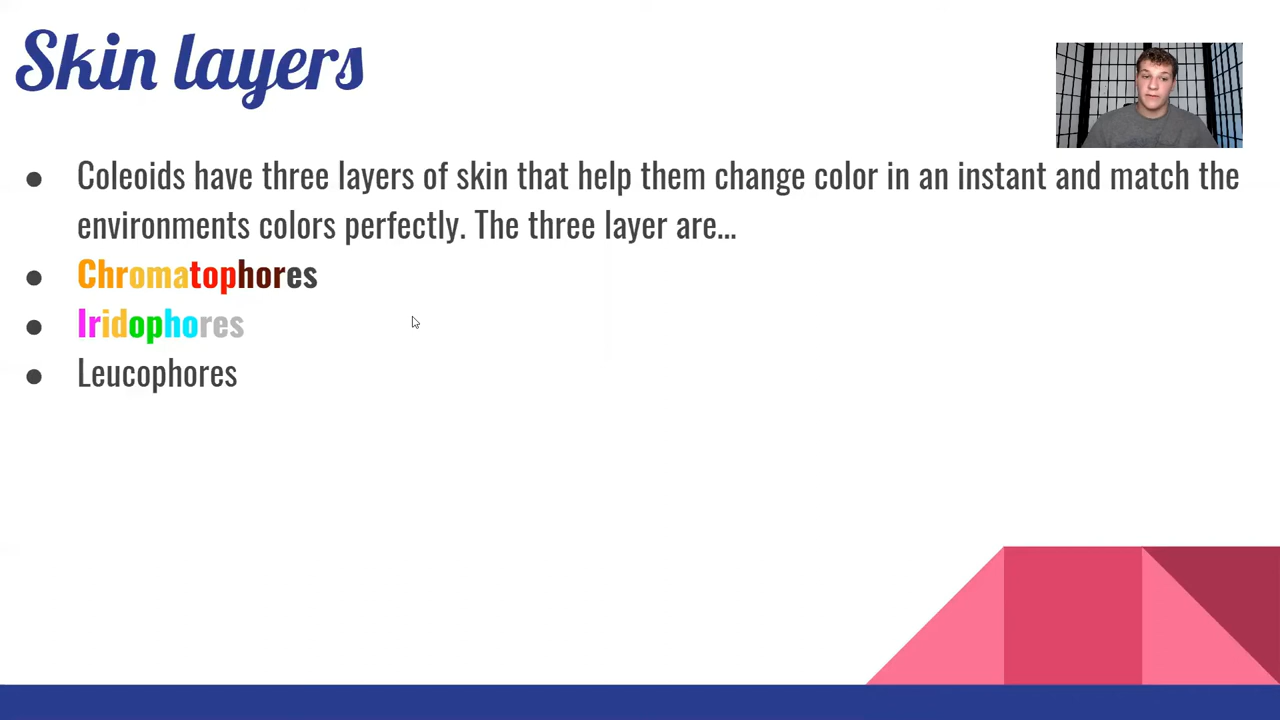 Skin layers
Coleoids have three layers of skin that help them change color in an instant and match the
environments colors perfectly. The three layer are...
Chromatophores
Iridophores
Leucophores